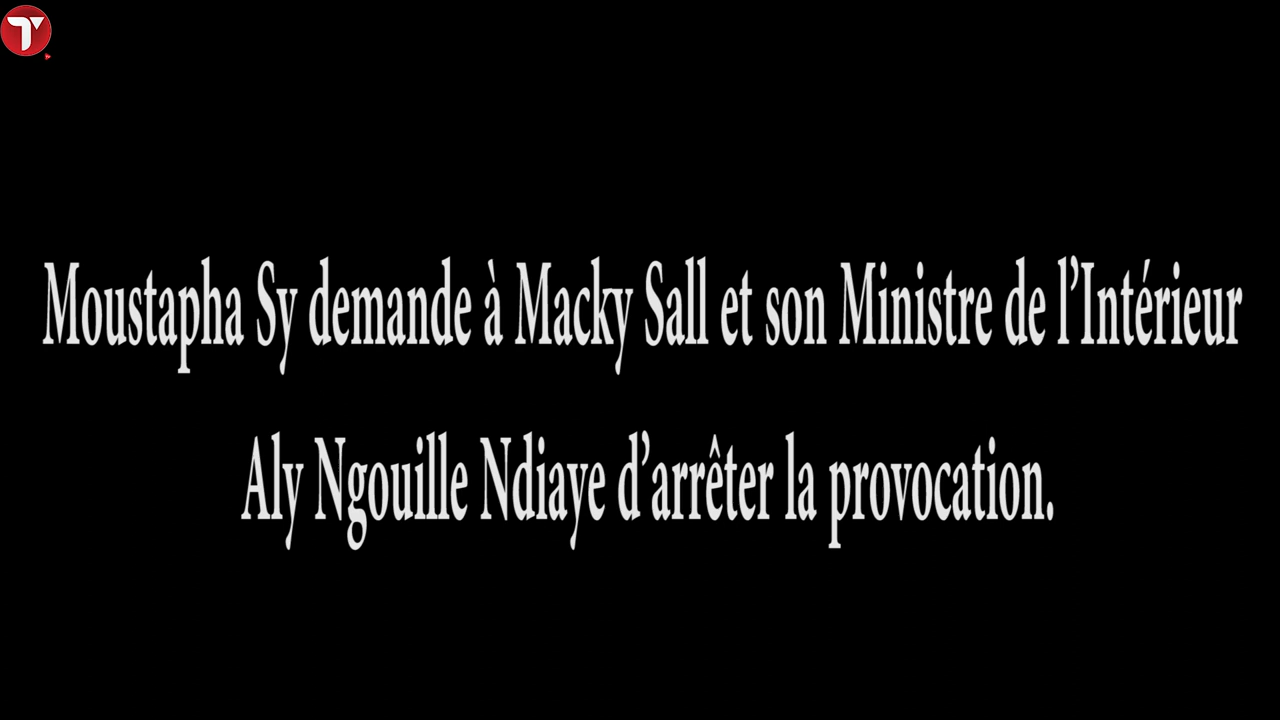 T
Moustapha Sy demande à Macky Sall et son Ministre de l’Intérieur
Aly Ngouille Ndiaye d’arrêter la provocation.